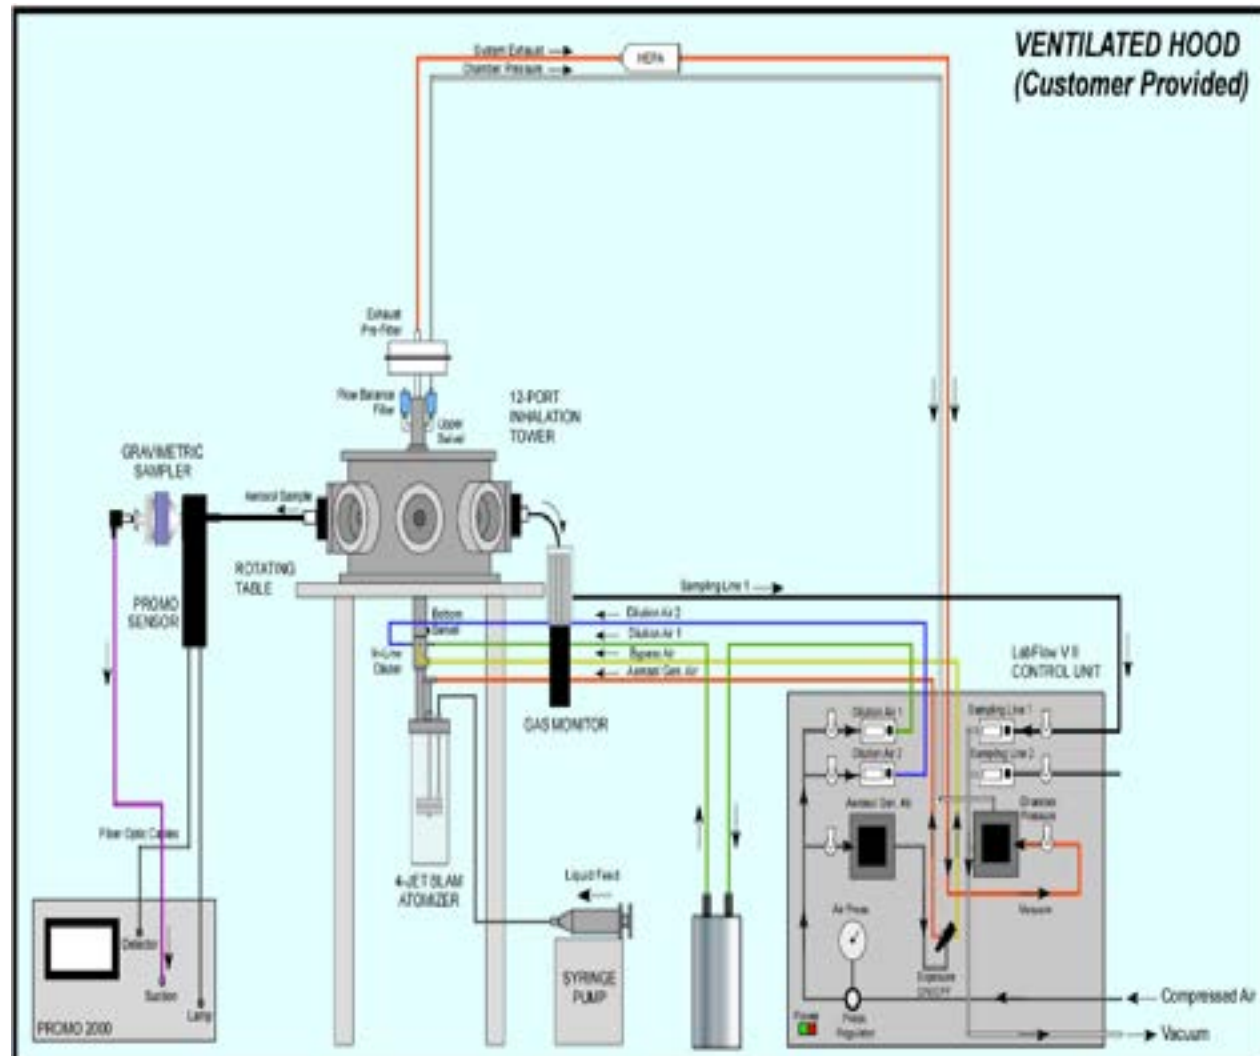 VENTILATED HOOD
(Customer Provided)
System Exhaust
Chamber Pressure
HEPA
Exhaust
Pre-Filter
Flow Balance
Filter
Upper
Swivel
12-PORT
INHALATION
TOWER
GRAVIMETRIC
SAMPLER
Aerosol Sample
ROTATING
TABLE
PROMO
SENSOR
Sampling Line 1
Bottom
Swivel
Dilution Air 2
Dilution Air 1
Bypass Air
Aerosol Gen. Air
In-Line
Diluter
GAS MONITOR
LabFlow V II
CONTROL UNIT
Dilution Air 1
Sampling Line 1
Dilution Air 2
Sampling Line 2
Aerosol Gen. Air
Chamber
Pressure
Fiber Optic Cables
4-JET BLAM
ATOMIZER
Liquid Feed
SYRINGE
PUMP
Air Press.
Vacuum
Exposure
ON/OFF
Detector
Suction
Lamp
PROMO 2000
Power
Press.
Regulator
Compressed Air
Vacuum